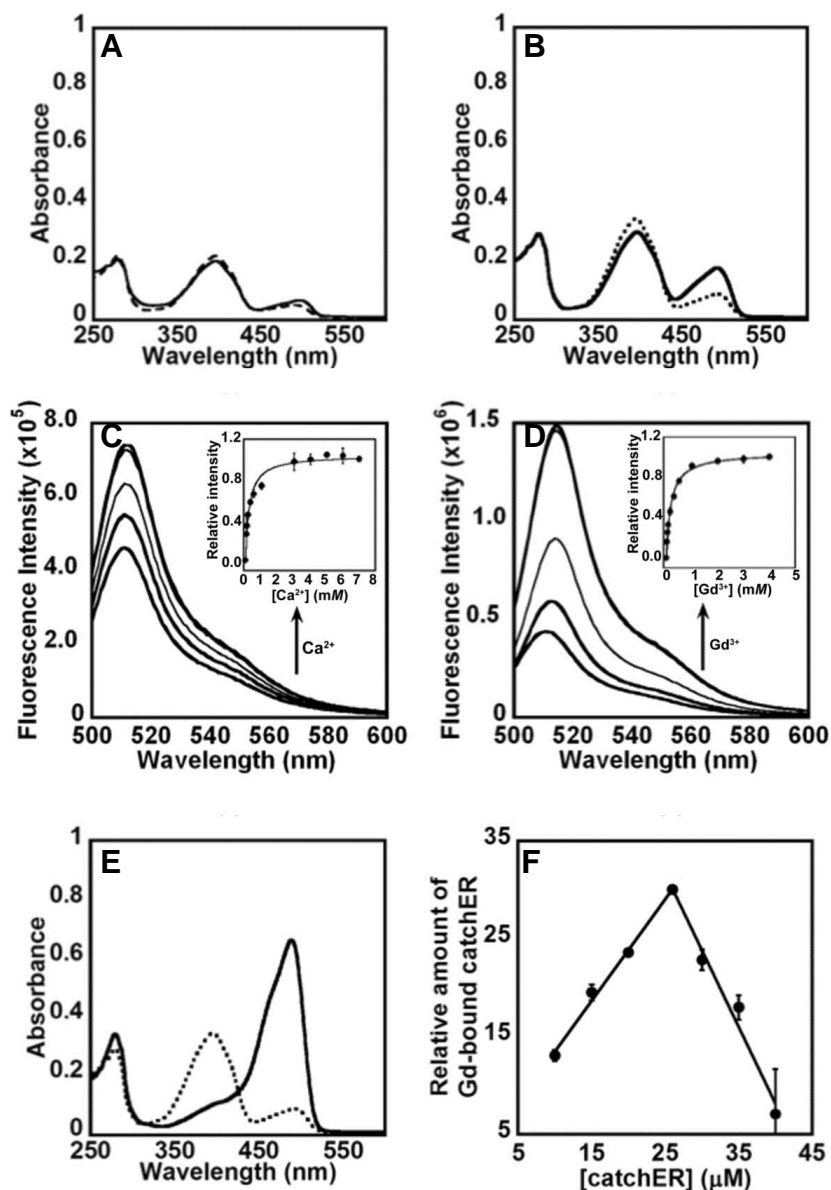 A
1
0.8
0.6
0.4
0.2
0
Absorbance
250
350
450
550
Wavelength (nm)
B
1
0.8
0.6
0.4
0.2
0
Absorbance
250
350
450
550
Wavelength (nm)
C
8.0
6.0
4.0
2.0
0
Fluorescence Intensity (x10⁵)
500
520
540
560
580
600
Wavelength (nm)
1.2
0.8
0.4
0.0
Relative intensity
0 1 2 3 4 5 6 7 8
[Ca²⁺] (mM)
Ca²⁺
D
1.5
1.0
0.5
0
Fluorescence Intensity (x10⁶)
500
520
540
560
580
600
Wavelength (nm)
1.2
0.8
0.4
0.0
Relative intensity
0 1 2 3 4 5
[Gd³⁺] (mM)
Gd³⁺
E
1
0.8
0.6
0.4
0.2
0
Absorbance
250
350
450
550
Wavelength (nm)
F
35
25
15
5
Relative amount of
Gd-bound catchER
5
15
25
35
45
[catchER] (μM)